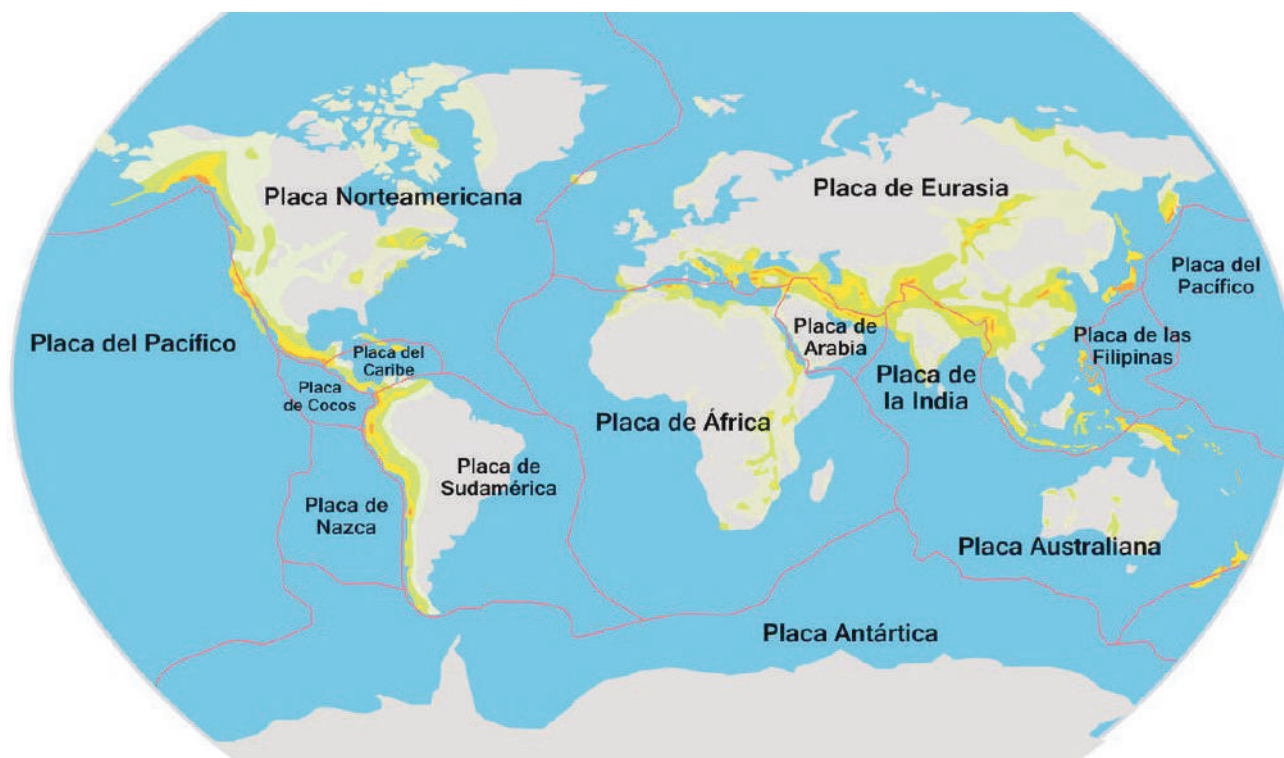 Placa Norteamericana
Placa de Eurasia
Placa del
Pacífico
Placa del Pacífico
Placa del
Caribe
Placa de
Arabia
Placa de las
Filipinas
Placa
de Cocos
Placa de
la India
Placa de África
Placa de
Sudamérica
Placa de
Nazca
Placa Australiana
Placa Antártica